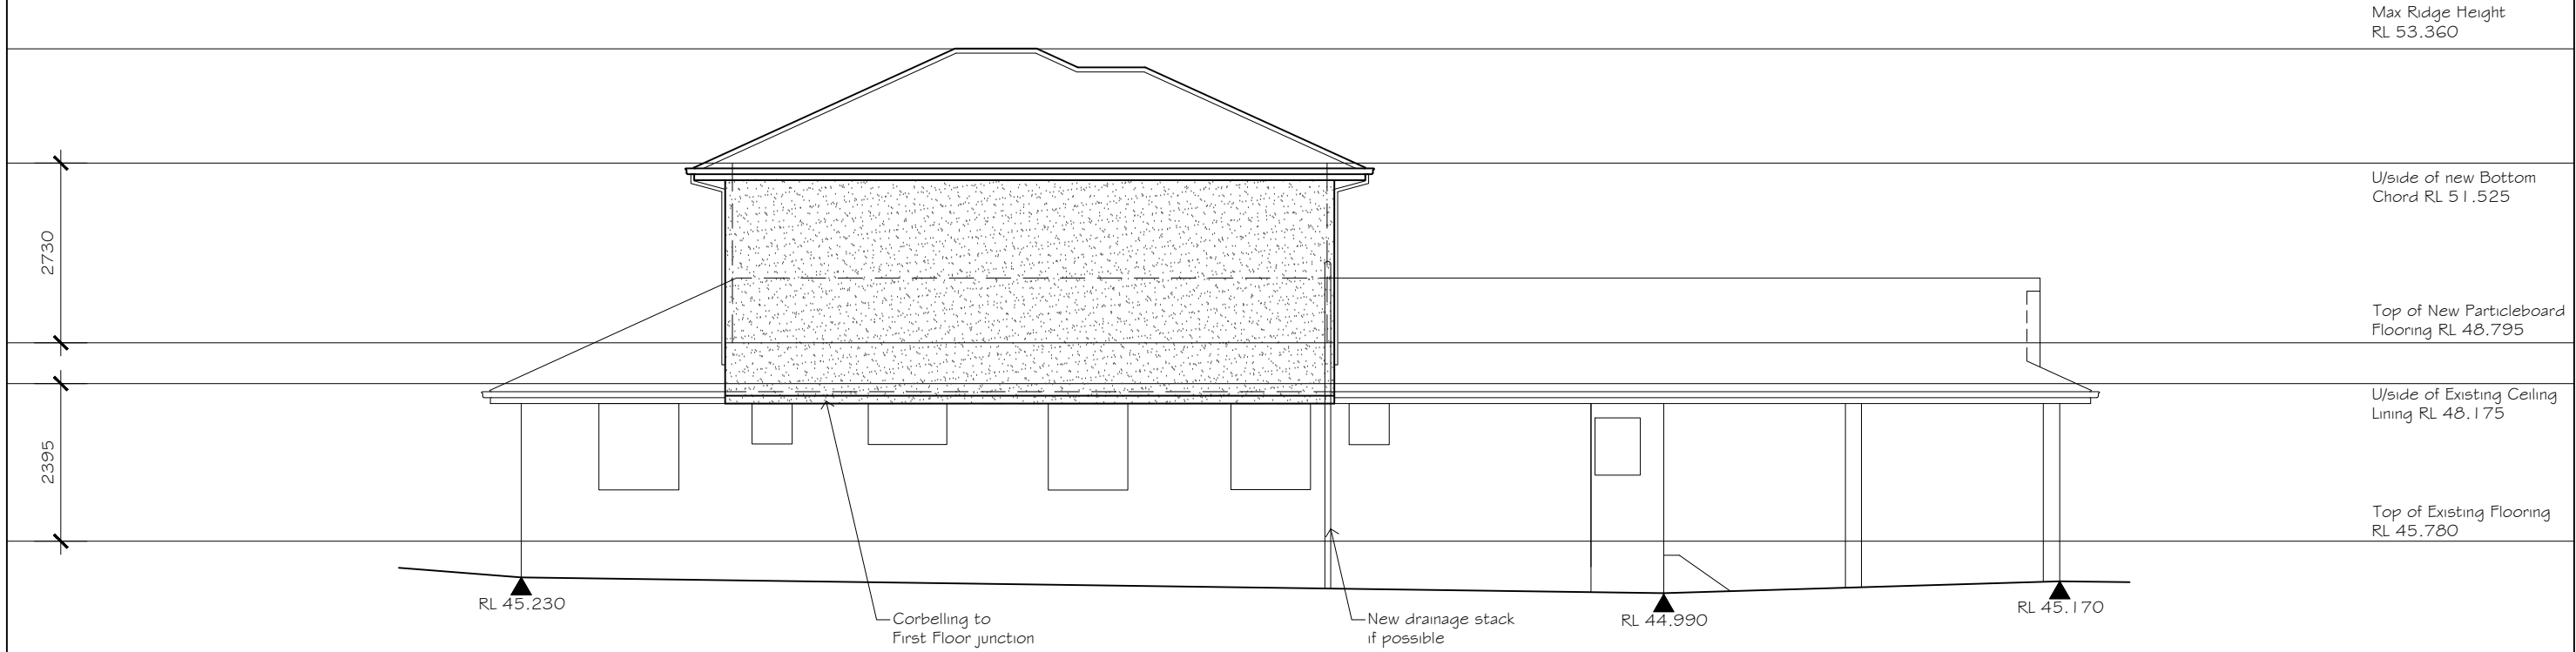 Max Ridge Height
RL 53.360
U/side of new Bottom
Chord RL 51.525
2730
Top of New Particleboard
Flooring RL 48.795
U/side of Existing Ceiling
Lining RL 48.175
2395
Top of Existing Flooring
RL 45.780
RL 45.230
Corbelling to
First Floor junction
New drainage stack
if possible
RL 44.990
RL 45.170